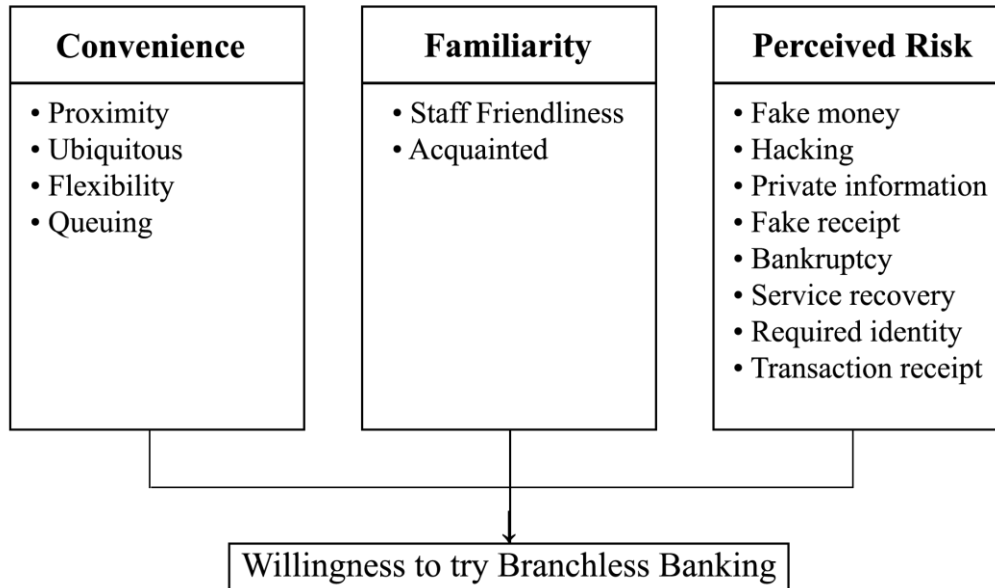 Convenience
• Proximity
• Ubiquitous
• Flexibility
• Queuing
Familiarity
• Staff Friendliness
• Acquainted
Perceived Risk
• Fake money
• Hacking
• Private information
• Fake receipt
• Bankruptcy
• Service recovery
• Required identity
• Transaction receipt
Willingness to try Branchless Banking